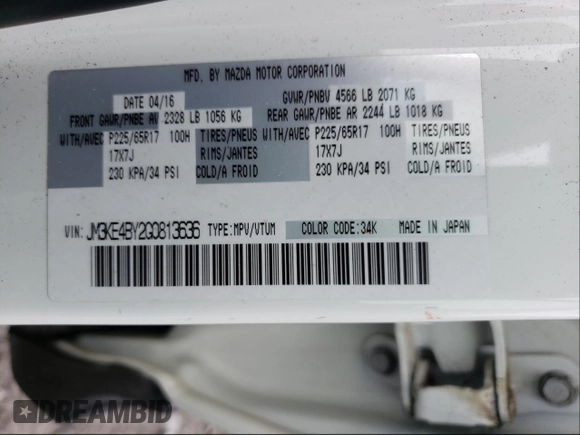 MFD. BY MAZDA MOTOR CORPORATION
DATE 04/16 GVWR/PNBV 4566 LB 2071 KG
FRONT GAWR/PNBE AV 2328 LB 1056 KG REAR GAWR/PNBE AR 2244 LB 1018 KG
WITH/AVEC P225/65R17 100H TIRES/PNEUS WITH/AVEC P225/65R17 100H TIRES/PNEUS
17X7J RIMS/JANTES 17X7J RIMS/JANTES
230 KPA/34 PSI COLD/A FROID 230 KPA/34 PSI COLD/A FROID
VIN: JM3KE4BY2G0813636 TYPE:MPV/VTUM COLOR CODE:34K MADE IN JAPAN
DREAMBID